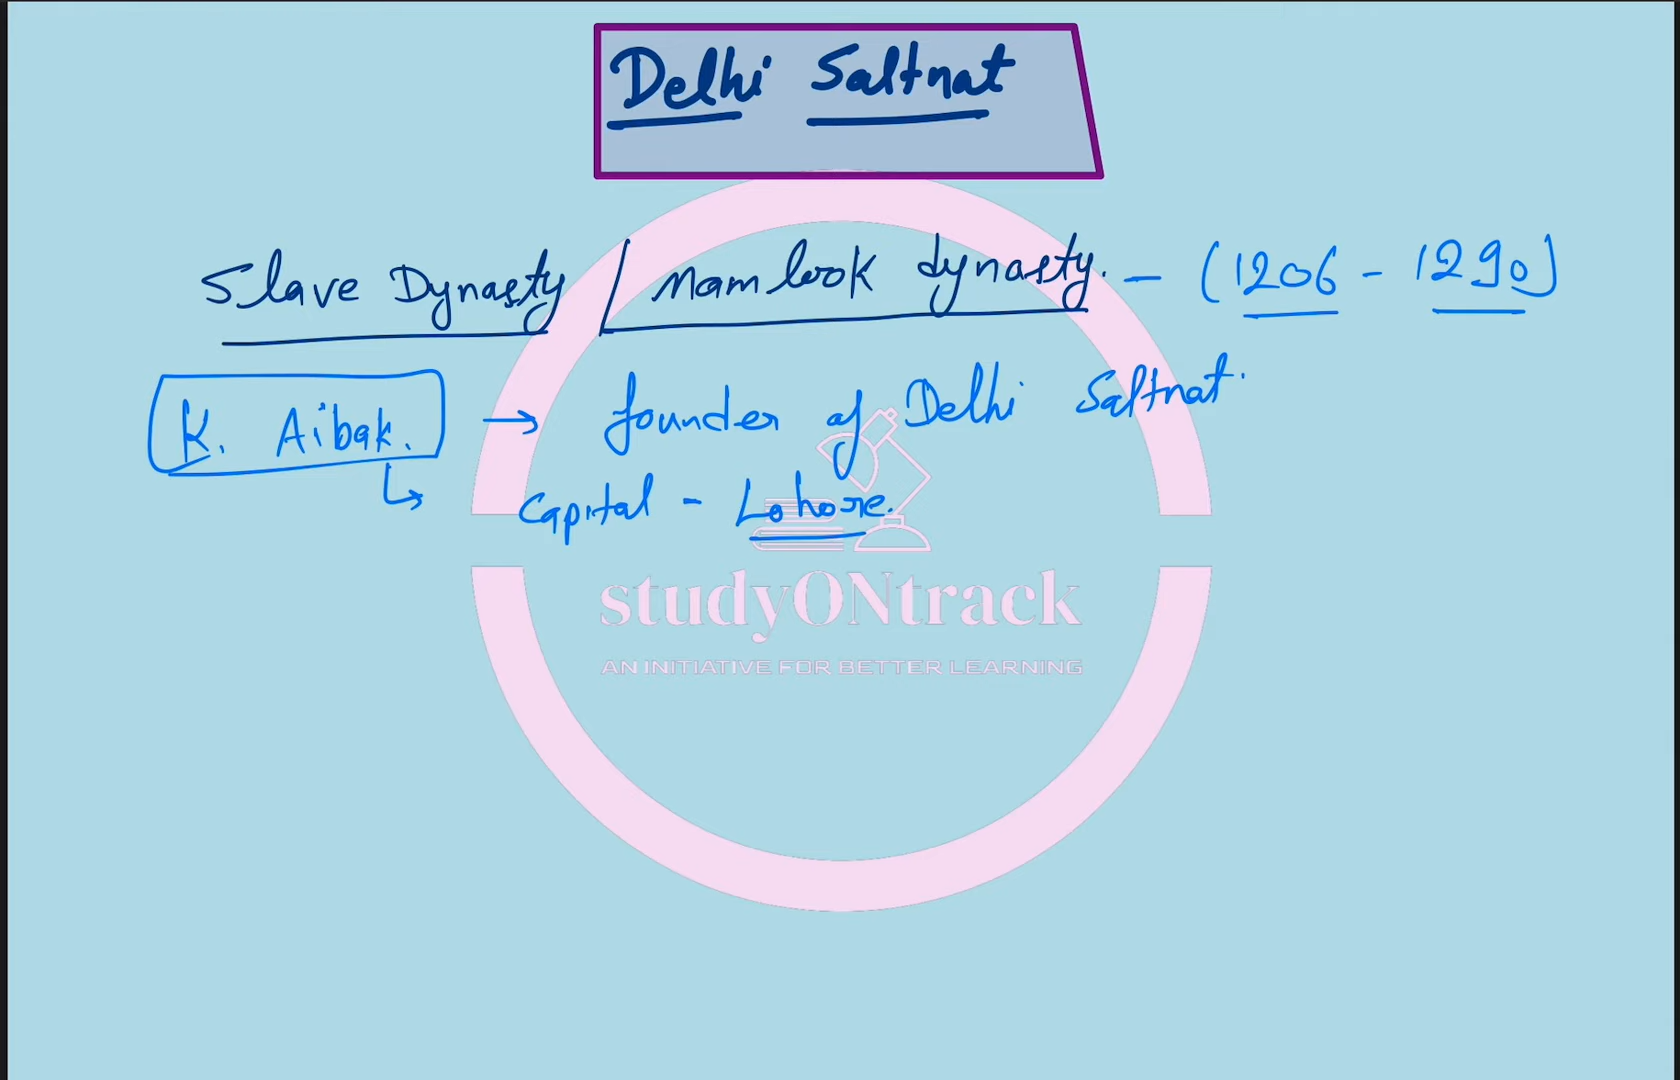 Delhi Saltnat
Slave Dynasty / Mamlook dynasty. - (1206 - 1290)
K. Aibak. → founder of Delhi Saltnat.
↳ Capital - Lahore.
studyONtrack
AN INITIATIVE FOR BETTER LEARNING